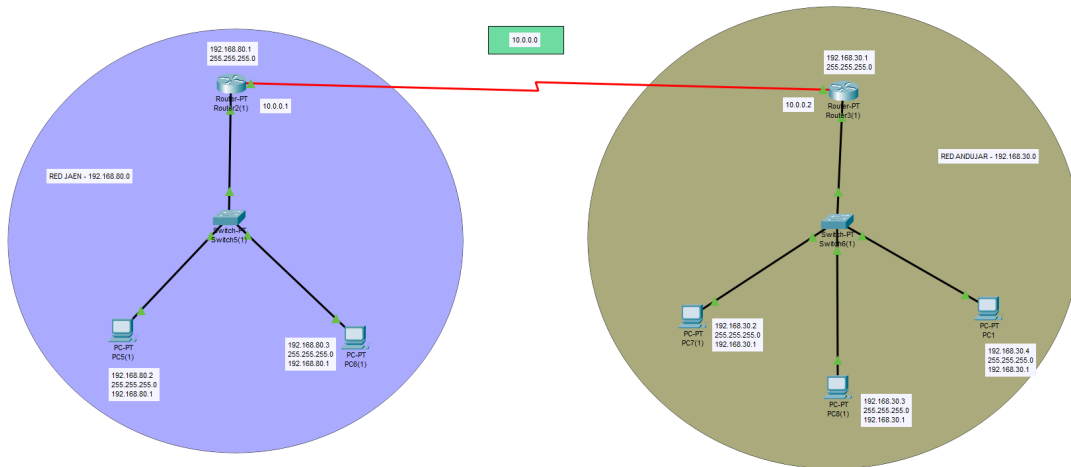 10.0.0.0
192.168.80.1
255.255.255.0
Router-PT
Router2(1)
10.0.0.1
RED JAEN - 192.168.80.0
Switch-PT
Switch5(1)
PC-PT
PC5(1)
192.168.80.2
255.255.255.0
192.168.80.1
192.168.80.3
255.255.255.0
192.168.80.1
PC-PT
PC6(1)
192.168.30.1
255.255.255.0
10.0.0.2
Router-PT
Router3(1)
RED ANDUJAR - 192.168.30.0
Switch-PT
Switch6(1)
PC-PT
PC7(1)
192.168.30.2
255.255.255.0
192.168.30.1
PC-PT
PC8(1)
192.168.30.3
255.255.255.0
192.168.30.1
PC-PT
PC1
192.168.30.4
255.255.255.0
192.168.30.1